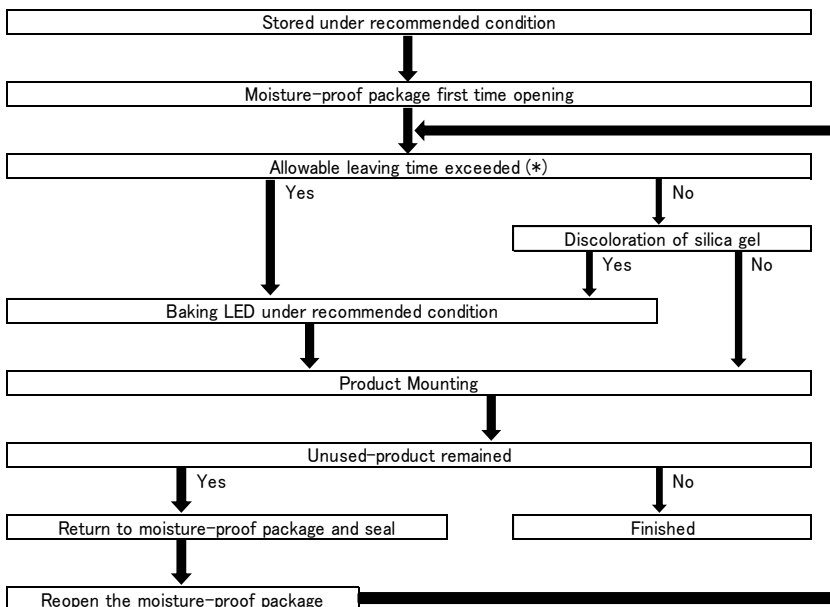 Stored under recommended condition
Moisture-proof package first time opening
Allowable leaving time exceeded (*)
Yes
No
Discoloration of silica gel
Yes
No
Baking LED under recommended condition
Product Mounting
Unused-product remained
Yes
No
Return to moisture-proof package and seal
Finished
Reopen the moisture-proof package